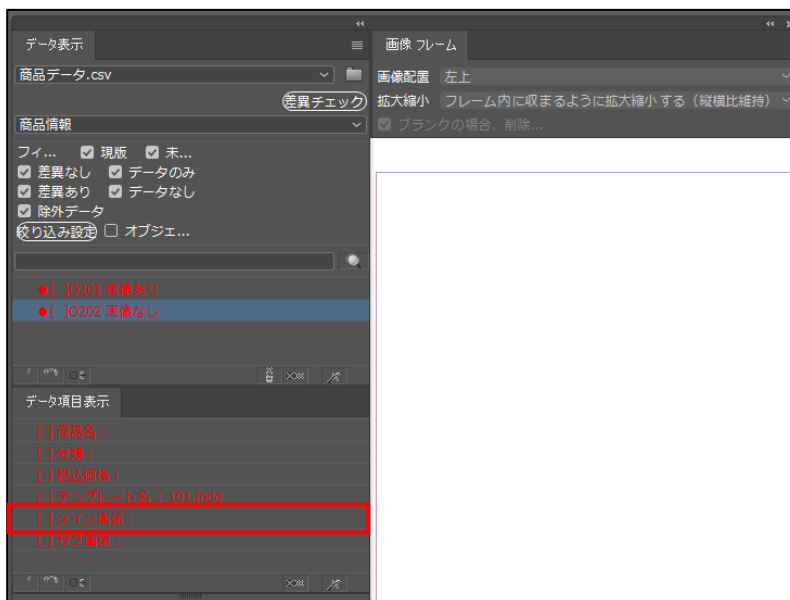 データ表示
商品データ.csv
差異チェック
商品情報
フィ... 現版 未...
差異なし データのみ
差異あり データなし
除外データ
絞り込み設定 オブジェ...
●[ ]0201 画像あり
●[ ]0202 画像なし
データ項目表示
[ ] 商品名 :
[ ] 分類 :
[ ] 税込価格 :
[ ] テンプレート名 : 101.indd
[ ] メイン画像 :
[ ] サブ画像 :
画像 フレーム
画像配置 左上
拡大縮小 フレーム内に収まるように拡大縮小する（縦横比維持）
ブランクの場合、削除...